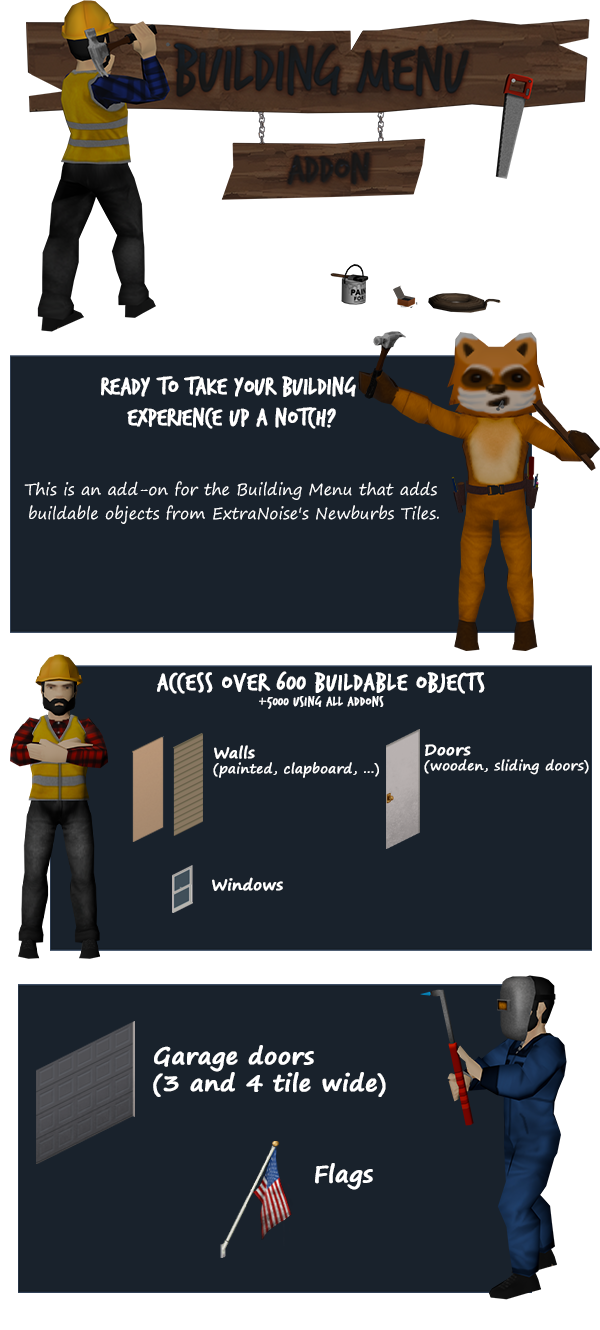 BUILDING MENU
ADDON
PAIN
FOR
READY TO TAKE YOUR BUILDING
EXPERIENCE UP A NOTCH?
This is an add-on for the Building Menu that adds
buildable objects from ExtraNoise's Newburbs Tiles.
ACCESS OVER 600 BUILDABLE OBJECTS
+5000 USING ALL ADDONS
Walls
(painted, clapboard, ...)
Doors
(wooden, sliding doors)
Windows
Garage doors
(3 and 4 tile wide)
Flags